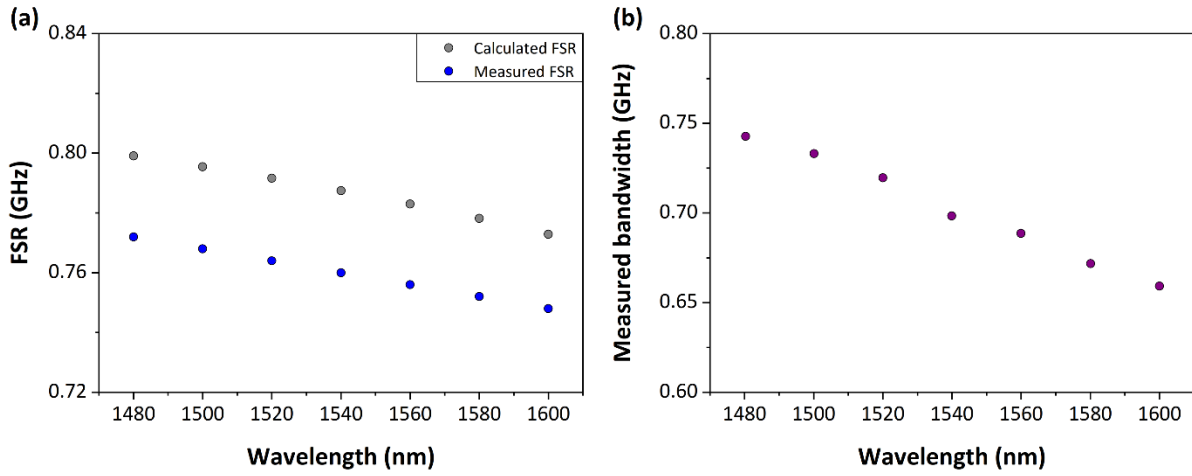 (a)
0.84
0.80
0.76
0.72
FSR (GHz)
Calculated FSR
Measured FSR
1480 1500 1520 1540 1560 1580 1600
Wavelength (nm)
(b)
0.80
0.75
0.70
0.65
0.60
Measured bandwidth (GHz)
1480 1500 1520 1540 1560 1580 1600
Wavelength (nm)